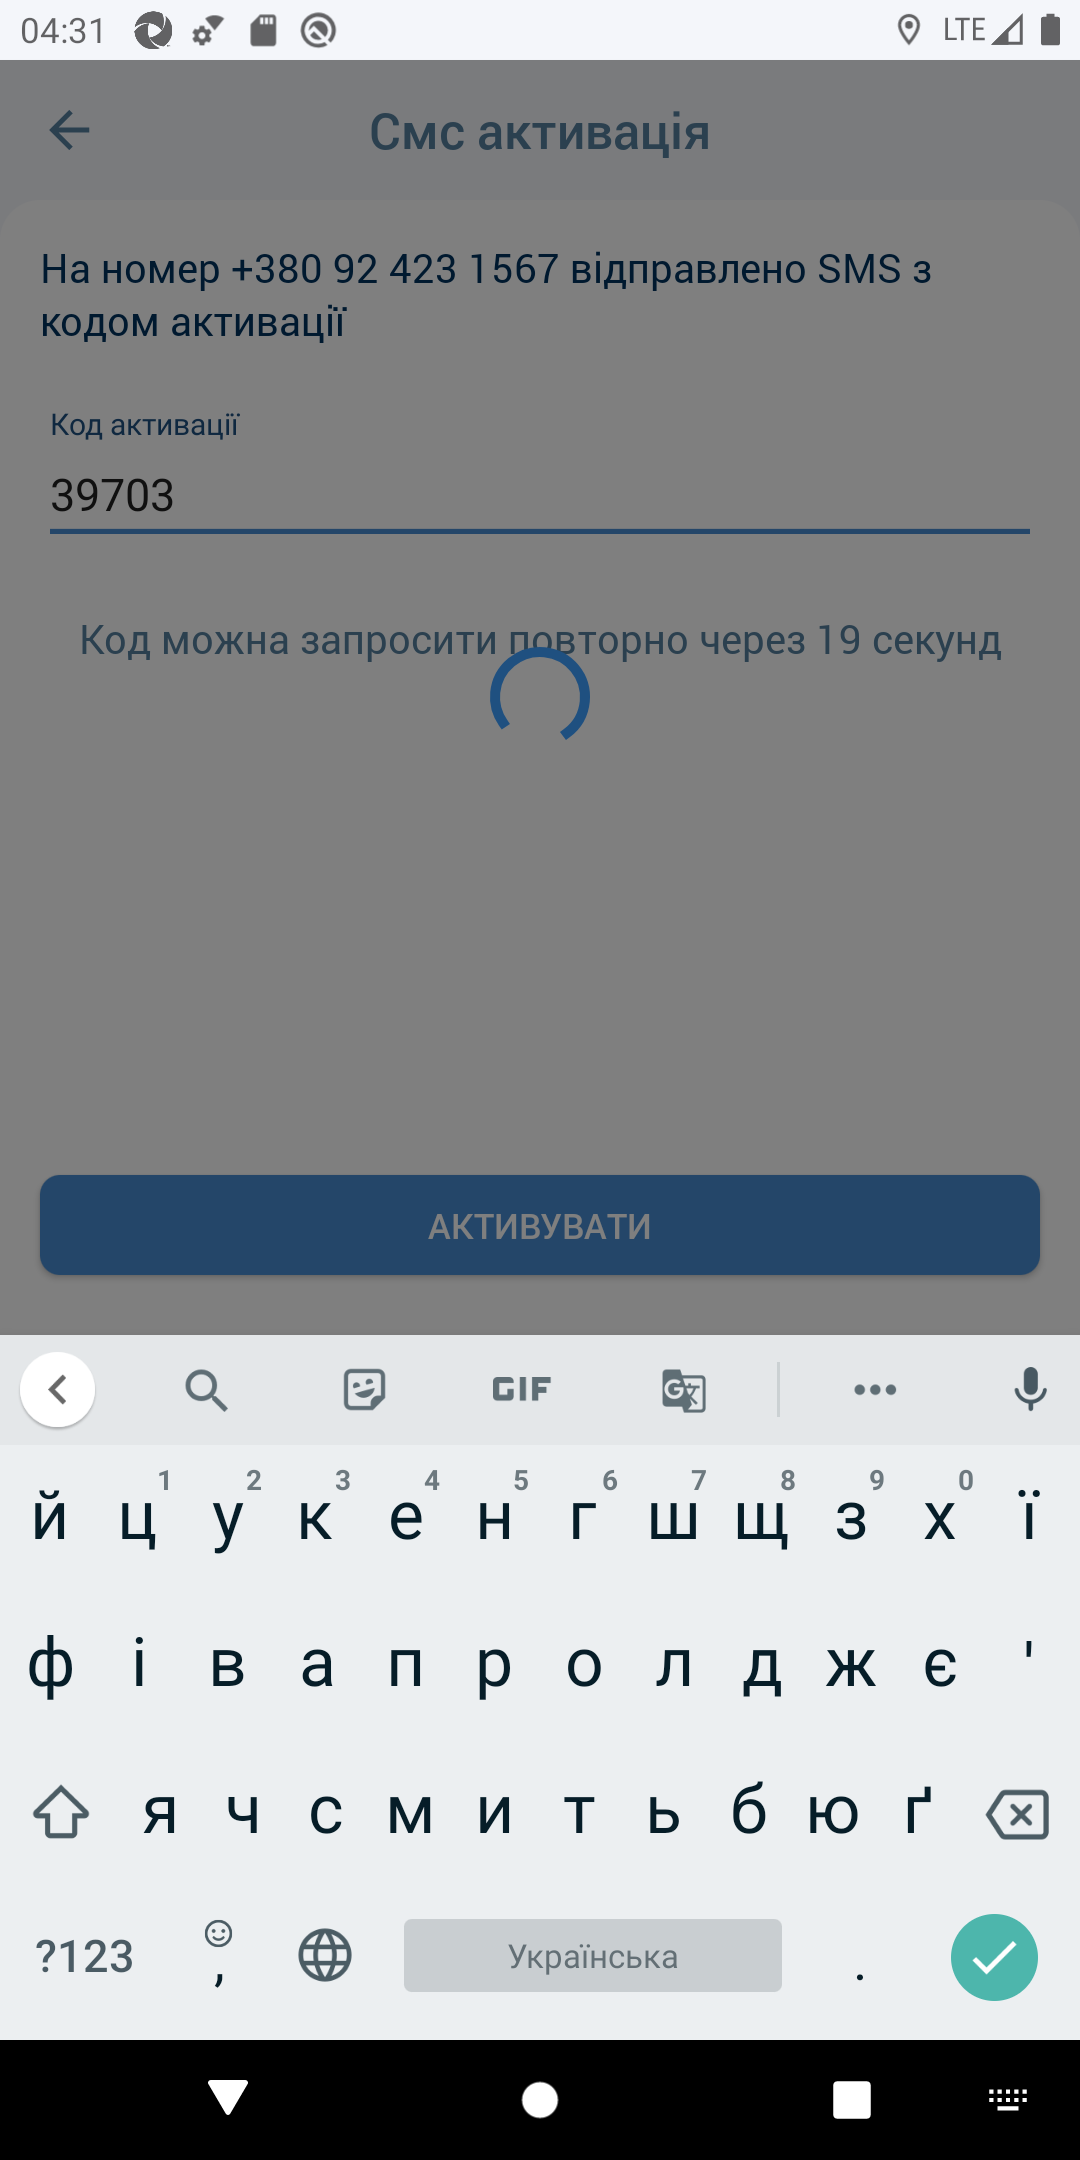 04:31
LTE
Смс активація
На номер +380 92 423 1567 відправлено SMS з
кодом активації
Код активації
39703
Код можна запросити повторно через 19 секунд
АКТИВУВАТИ
GIF
1 2 3 4 5 6 7 8 9 0
й ц у к е н г ш щ з х ї
ф і в а п р о л д ж є '
я ч с м и т ь б ю ґ
?123 , Українська .